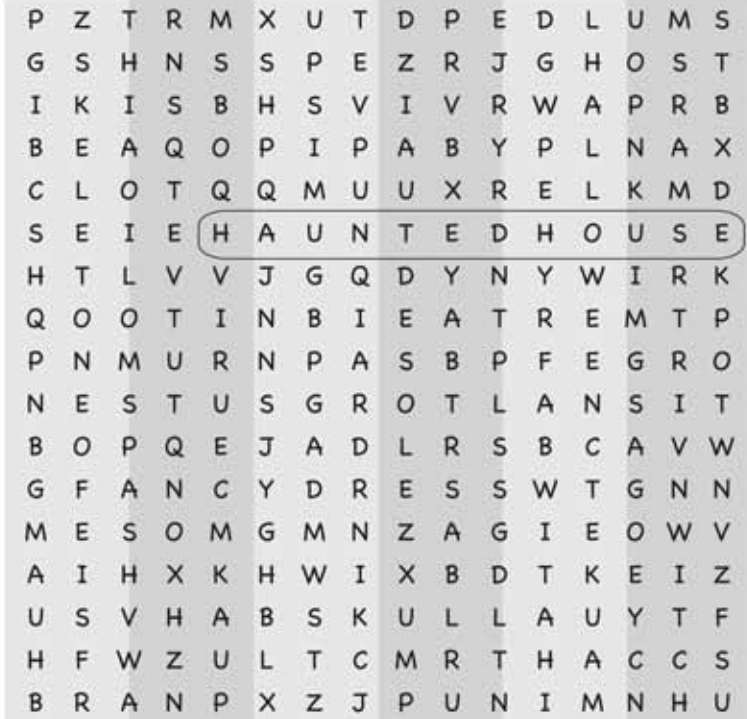 P Z T R M X U T D P E D L U M S
G S H N S S P E Z R J G H O S T
I K I S B H S V I V R W A P R B
B E A Q O P I P A B Y P L N A X
C L O T Q Q M U U X R E L K M D
S E I E H A U N T E D H O U S E
H T L V V J G Q D Y N Y W I R K
Q O O T I N B I E A T R E M T P
P N M U R N P A S B P F E G R O
N E S T U S G R O T L A N S I T
B O P Q E J A D L R S B C A V W
G F A N C Y D R E S S W T G N N
M E S O M G M N Z A G I E O W V
A I H X K H W I X B D T K E I Z
U S V H A B S K U L L A U Y T F
H F W Z U L T C M R T H A C C S
B R A N P X Z J P U N I M N H U